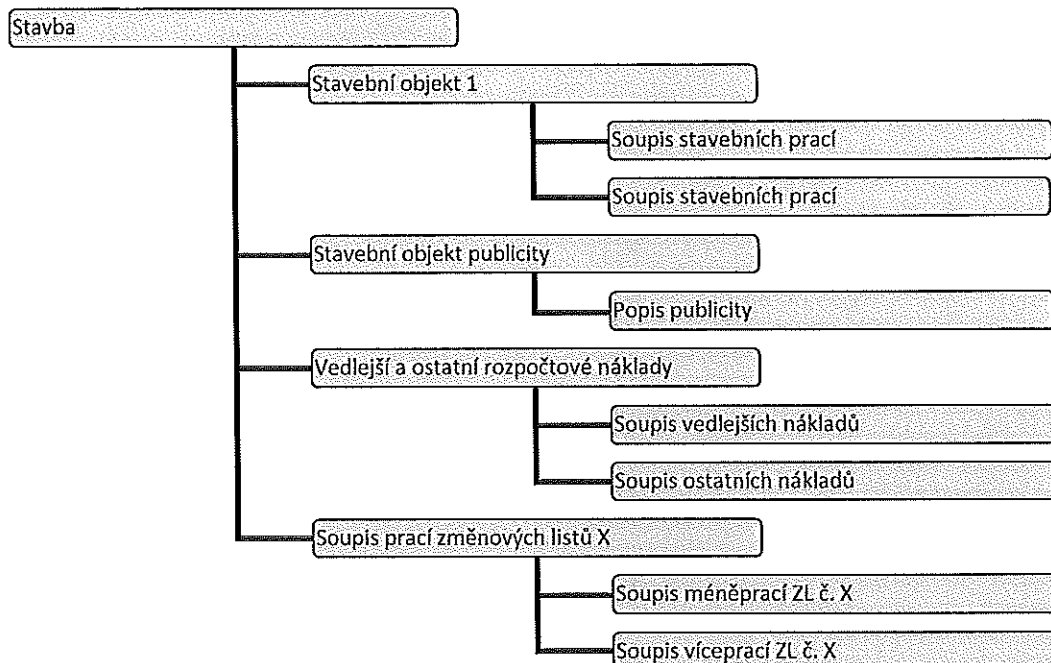 Stavba
Stavební objekt 1
Soupis stavebních prací
Soupis stavebních prací
Stavební objekt publicity
Popis publicity
Vedlejší a ostatní rozpočtové náklady
Soupis vedlejších nákladů
Soupis ostatních nákladů
Soupis prací změnových listů X
Soupis méněprací ZL č. X
Soupis víceprací ZL č. X